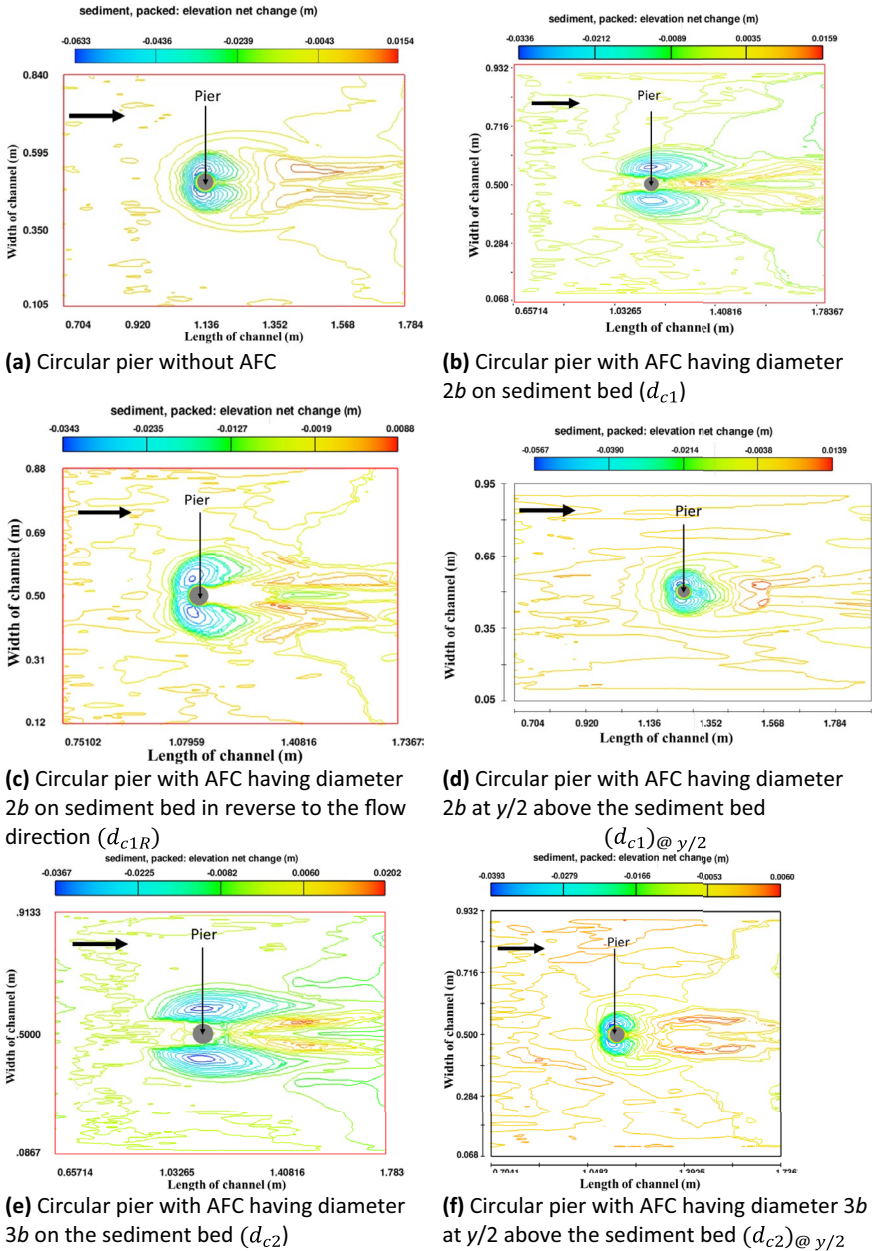 sediment, packed: elevation net change (m)
-0.0633 -0.0436 -0.0239 -0.0043 0.0154
0.840
Pier
0.595
0.350
0.105
Width of channel (m)
0.704 0.920 1.136 1.352 1.568 1.784
Length of channel (m)
(a) Circular pier without AFC
sediment, packed: elevation net change (m)
-0.0336 -0.0212 -0.0089 0.0035 0.0159
0.932
Pier
0.716
0.500
0.284
0.068
Width of channel (m)
0.65714 1.03265 1.40816 1.78367
Length of channel (m)
(b) Circular pier with AFC having diameter
2b on sediment bed (d_{c1})
sediment, packed: elevation net change (m)
-0.0343 -0.0235 -0.0127 -0.0019 0.0088
0.88
Pier
0.69
0.50
0.31
0.12
Width of channel (m)
0.75102 1.07959 1.40816 1.73673
Length of channel (m)
(c) Circular pier with AFC having diameter
2b on sediment bed in reverse to the flow
direction (d_{c1R})
sediment, packed: elevation net change (m)
-0.0567 -0.0390 -0.0214 -0.0038 0.0139
0.95
Pier
0.66
0.35
0.05
Width of channel (m)
0.704 0.920 1.136 1.352 1.568 1.784
Length of channel (m)
(d) Circular pier with AFC having diameter
2b at y/2 above the sediment bed
(d_{c1})_{@ y/2}
sediment, packed: elevation net change (m)
-0.0367 -0.0225 -0.0082 0.0060 0.0202
.9133
Pier
.5000
.0867
Width of channel (m)
0.65714 1.03265 1.40816 1.783
Length of channel (m)
(e) Circular pier with AFC having diameter
3b on the sediment bed (d_{c2})
sediment, packed: elevation net change (m)
-0.0393 -0.0279 -0.0166 -0.0053 0.0060
0.932
Pier
0.716
0.500
0.284
0.068
Width of channel (m)
(f) Circular pier with AFC having diameter 3b
at y/2 above the sediment bed (d_{c2})_{@ y/2}